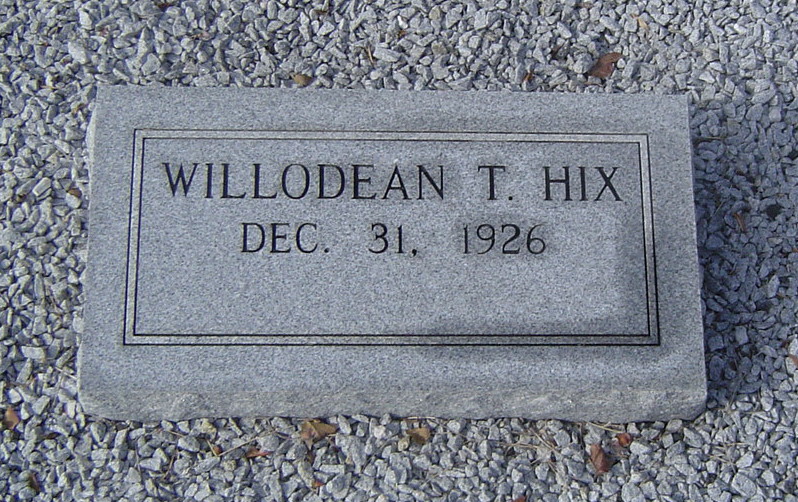 WILLODEAN T. HIX
DEC. 31, 1926